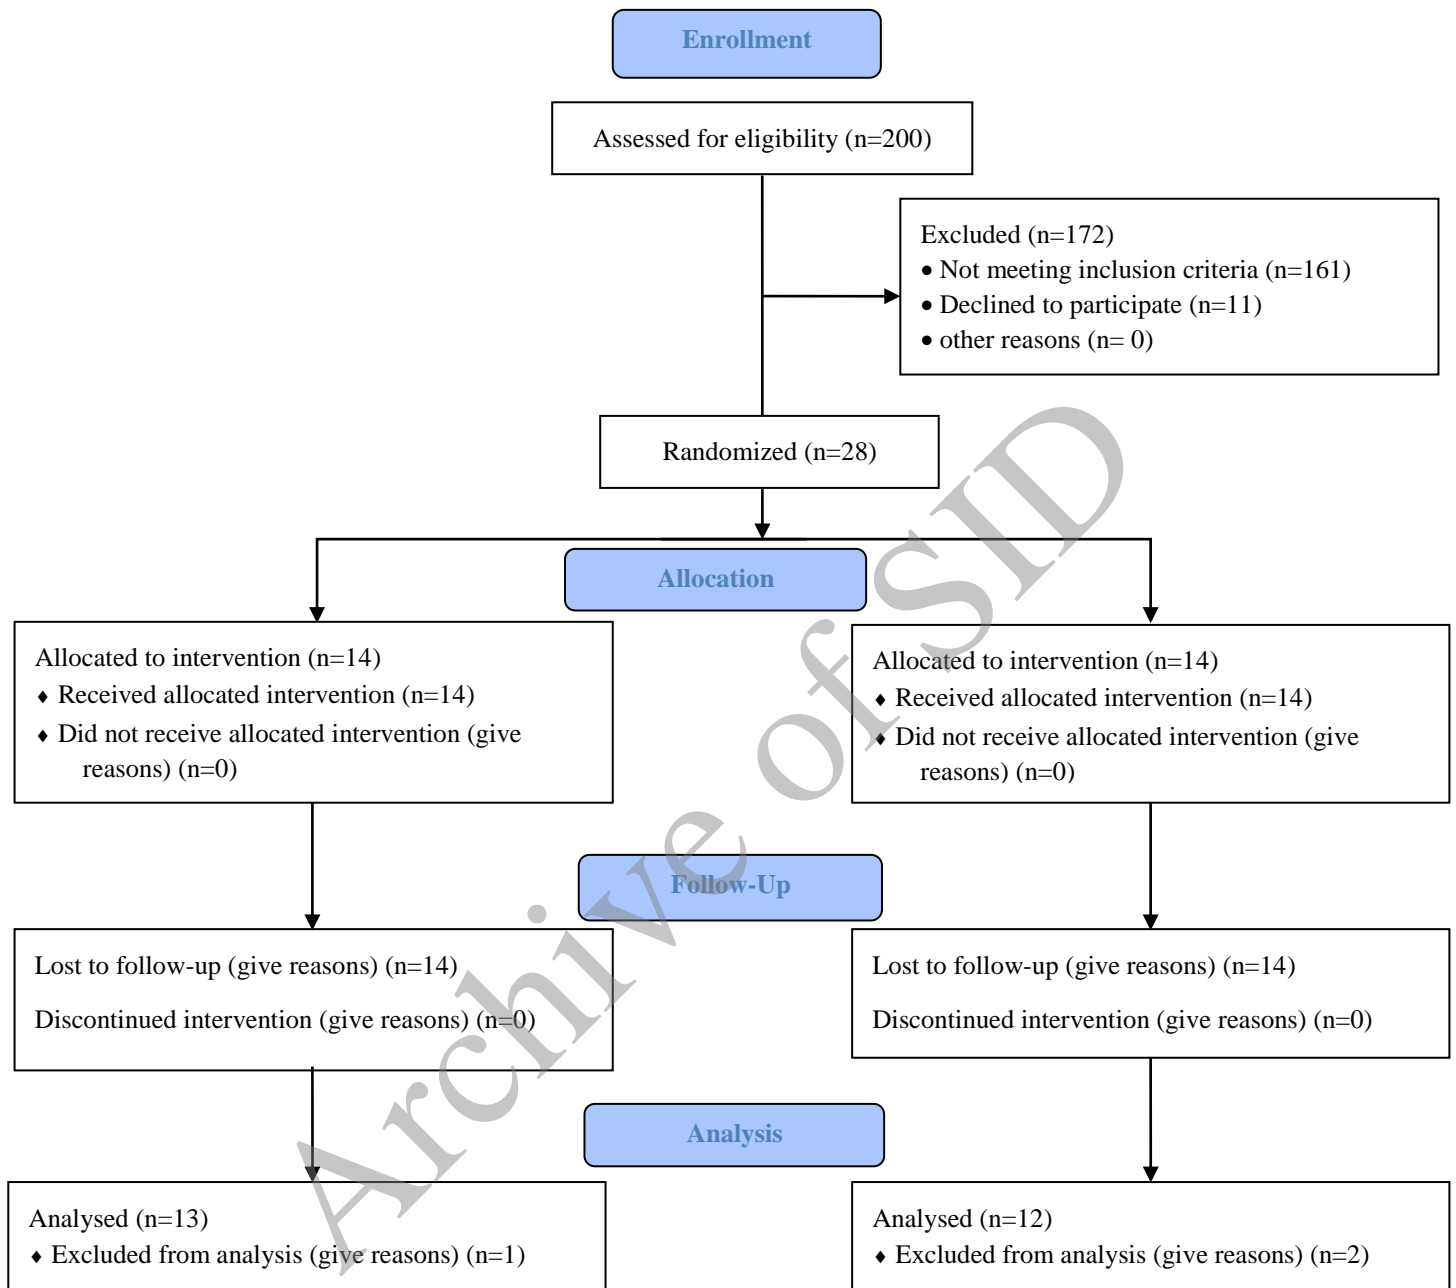 Enrollment
Assessed for eligibility (n=200)
Excluded (n=172)
• Not meeting inclusion criteria (n=161)
• Declined to participate (n=11)
• other reasons (n= 0)
Randomized (n=28)
Allocation
Allocated to intervention (n=14)
♦ Received allocated intervention (n=14)
♦ Did not receive allocated intervention (give
reasons) (n=0)
Allocated to intervention (n=14)
♦ Received allocated intervention (n=14)
♦ Did not receive allocated intervention (give
reasons) (n=0)
Follow-Up
Lost to follow-up (give reasons) (n=14)
Discontinued intervention (give reasons) (n=0)
Lost to follow-up (give reasons) (n=14)
Discontinued intervention (give reasons) (n=0)
Analysis
Analysed (n=13)
♦ Excluded from analysis (give reasons) (n=1)
Analysed (n=12)
♦ Excluded from analysis (give reasons) (n=2)
Archive of SID